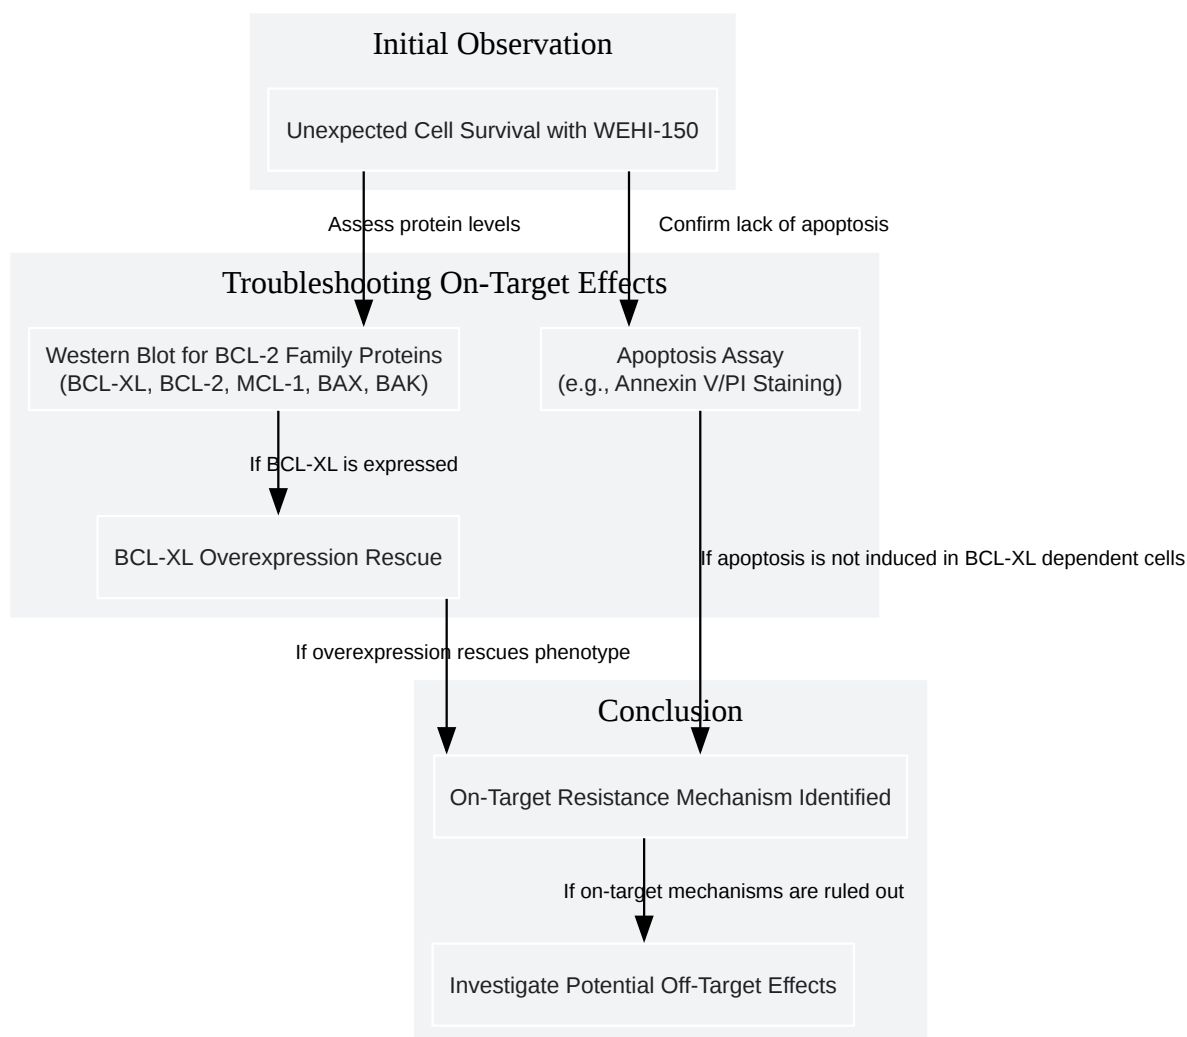 Initial Observation
Unexpected Cell Survival with WEHI-150
Assess protein levels
Confirm lack of apoptosis
Troubleshooting On-Target Effects
Western Blot for BCL-2 Family Proteins
(BCL-XL, BCL-2, MCL-1, BAX, BAK)
Apoptosis Assay
(e.g., Annexin V/PI Staining)
If BCL-XL is expressed
BCL-XL Overexpression Rescue
If apoptosis is not induced in BCL-XL dependent cells
If overexpression rescues phenotype
Conclusion
On-Target Resistance Mechanism Identified
If on-target mechanisms are ruled out
Investigate Potential Off-Target Effects